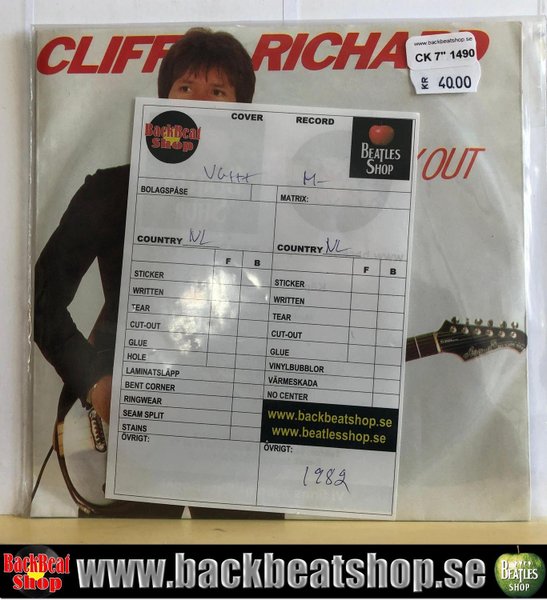 CLIFF RICHARD
www.backbeatshop.se
CK 7" 1490
KR 40.00
Y OUT
COVER RECORD
BackBeat Shop
BEATLES SHOP
VG++ M-
BOLAGSPÅSE MATRIX:
COUNTRY NL COUNTRY NL
F B F B
STICKER STICKER
WRITTEN WRITTEN
TEAR TEAR
CUT-OUT CUT-OUT
GLUE GLUE
HOLE VINYLBUBBLOR
LAMINATSLÄPP VÄRMESKADA
BENT CORNER NO CENTER
RINGWEAR
SEAM SPLIT
STAINS
www.backbeatshop.se
www.beatlesshop.se
ÖVRIGT: ÖVRIGT:
1982
BackBeat Shop
www.backbeatshop.se
BEATLES SHOP